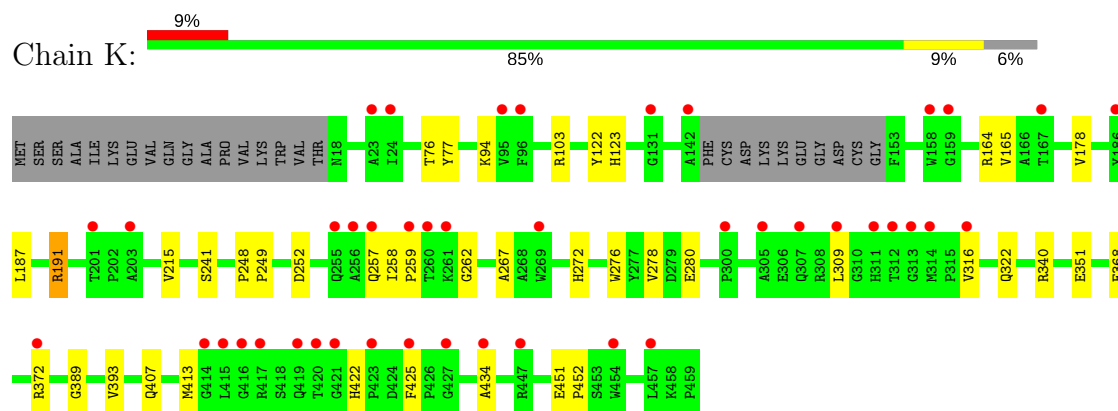 9%
Chain K:
85% 9% 6%
MET SER SER ALA ILE LYS GLU VAL GLN GLY ALA PRO VAL LYS TRP VAL THR N18 A23 I24 T76 Y77 K94 V95 F96 R103 Y122 H123 G131 A142 PHE CYS ASP LYS LYS GLU GLY ASP CYS GLY F153 W158 G159 R164 V165 A166 T167 V178
L187 R191 T201 P202 A203 V215 S241 P248 P249 D252 Q255 A256 Q257 I258 P259 T260 K261 G262 A267 A268 W269 H272 W276 Y277 V278 D279 E280 P300 A305 E306 Q307 R308 L309 G310 H311 T312 G313 M314 P315 V316 Q322 R340 E351
R372 G389 V393 Q407 M413 G414 L415 G416 R417 S418 Q419 T420 G421 H422 P423 D424 F425 P426 G427 A434 R447 E451 P452 S453 W454 L457 K458 P459